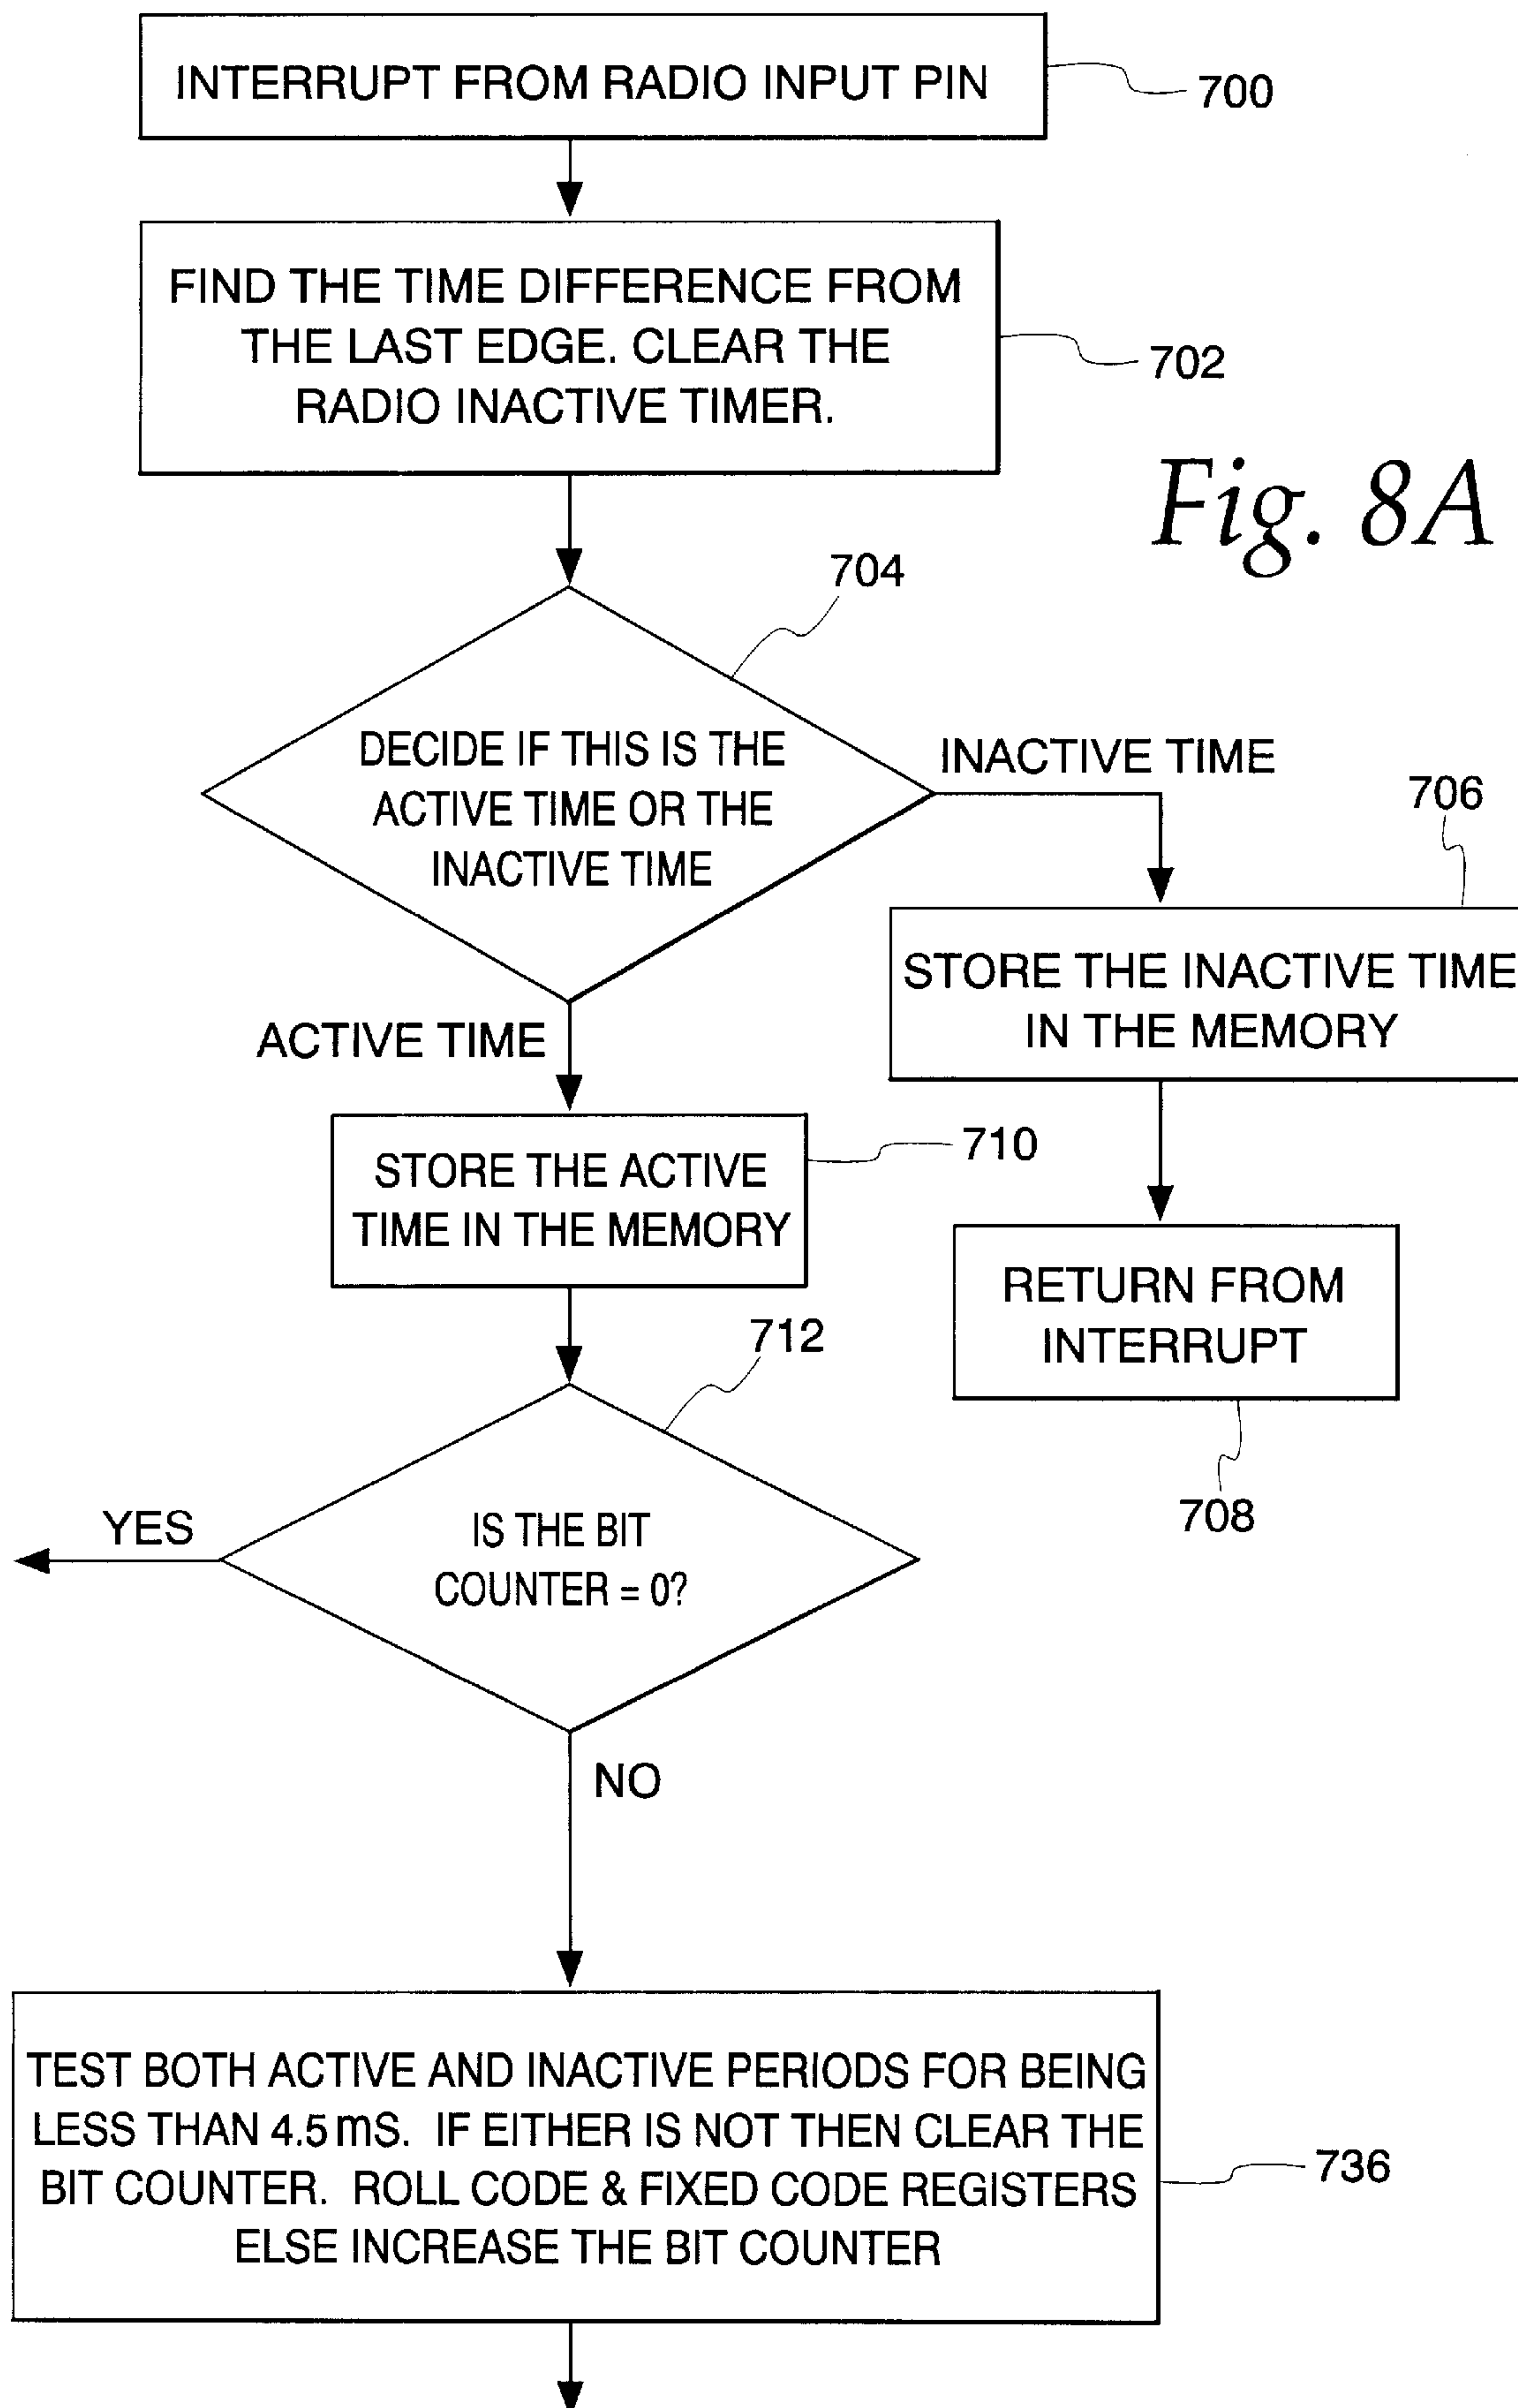 INTERRUPT FROM RADIO INPUT PIN
700
FIND THE TIME DIFFERENCE FROM
THE LAST EDGE. CLEAR THE
RADIO INACTIVE TIMER.
702
Fig. 8A
704
DECIDE IF THIS IS THE
ACTIVE TIME OR THE
INACTIVE TIME
INACTIVE TIME
706
STORE THE INACTIVE TIME
IN THE MEMORY
ACTIVE TIME
710
STORE THE ACTIVE
TIME IN THE MEMORY
RETURN FROM
INTERRUPT
708
712
IS THE BIT
COUNTER = 0?
YES
NO
TEST BOTH ACTIVE AND INACTIVE PERIODS FOR BEING
LESS THAN 4.5 mS. IF EITHER IS NOT THEN CLEAR THE
BIT COUNTER. ROLL CODE & FIXED CODE REGISTERS
ELSE INCREASE THE BIT COUNTER
736